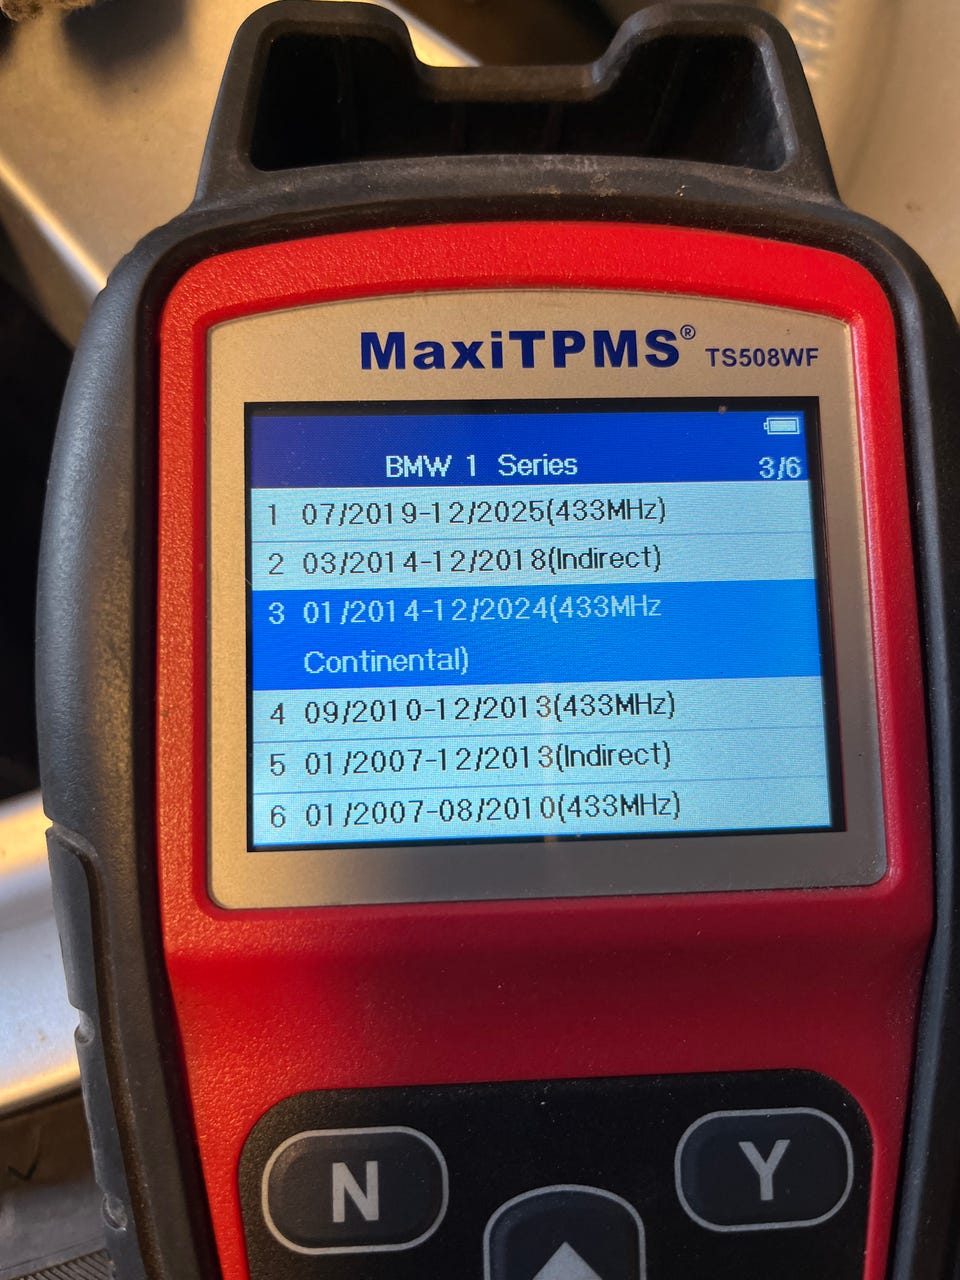 MaxiTPMS® TS508WF
BMW 1 Series 3/6
1 07/2019-12/2025(433MHz)
2 03/2014-12/2018(Indirect)
3 01/2014-12/2024(433MHz
Continental)
4 09/2010-12/2013(433MHz)
5 01/2007-12/2013(Indirect)
6 01/2007-08/2010(433MHz)
N Y